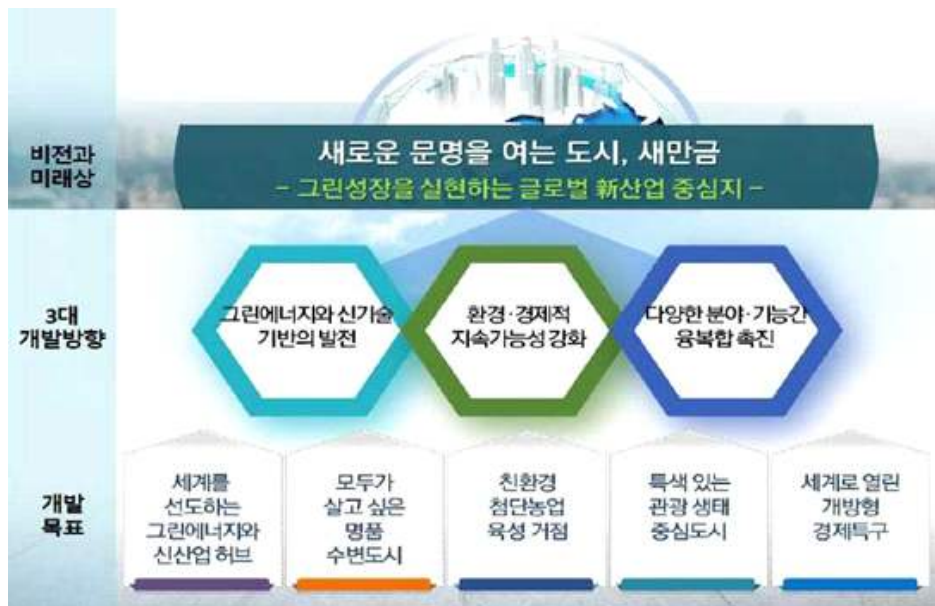 비전과
미래상
새로운 문명을 여는 도시, 새만금
- 그린성장을 실현하는 글로벌 新산업 중심지 -
3대
개발방향
그린에너지와 신기술
기반의 발전
환경·경제적
지속가능성 강화
다양한 분야·기능간
융복합 촉진
개발
목표
세계를
선도하는
그린에너지와
신산업 허브
모두가
살고 싶은
명품
수변도시
친환경
첨단농업
육성 거점
특색 있는
관광 생태
중심도시
세계로 열린
개방형
경제특구